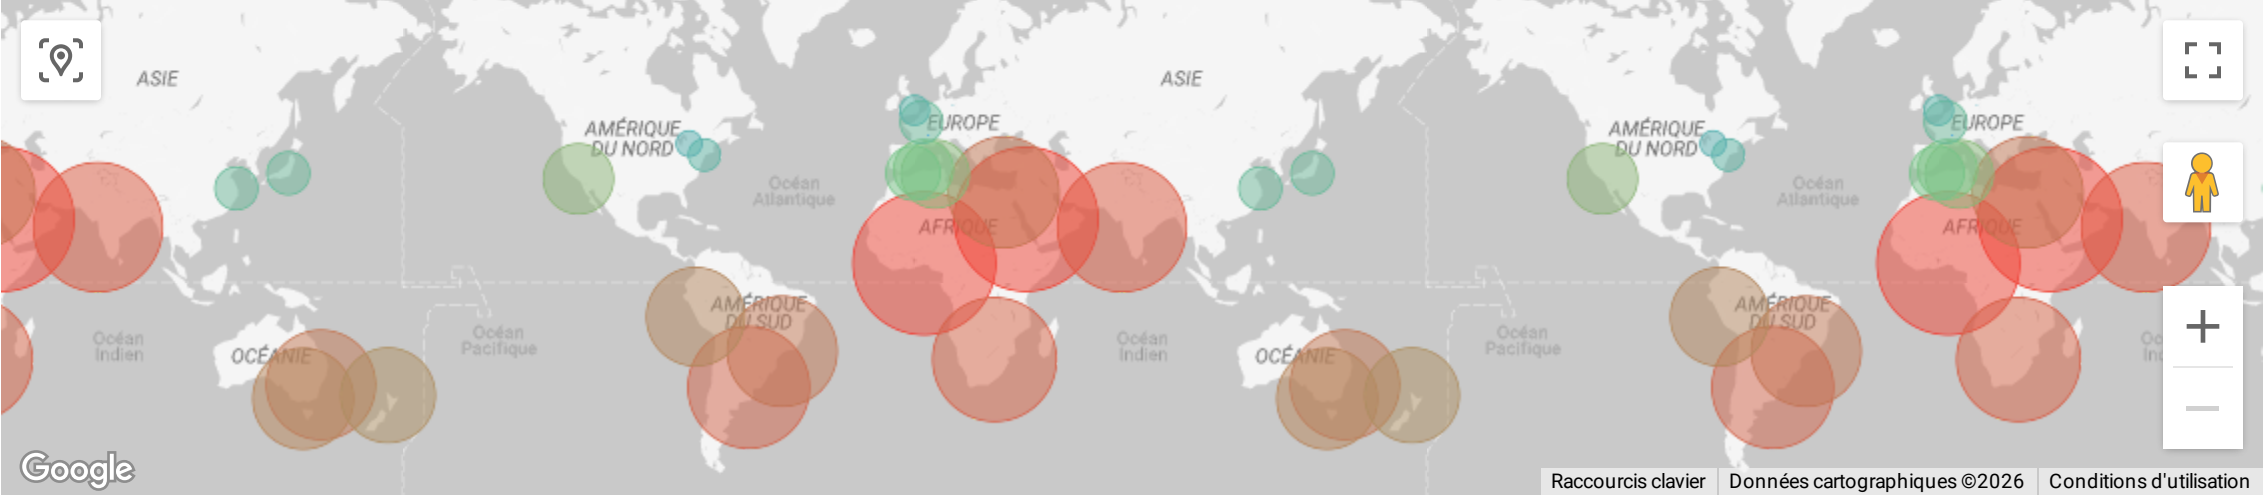 ASIE
AMÉRIQUE
DU NORD
Océan
Atlantique
EUROPE
AFRIQUE
ASIE
AMÉRIQUE
DU NORD
Océan
Atlantique
EUROPE
AFRIQUE
Océan
Indien
OCÉANIE
Océan
Pacifique
AMÉRIQUE
DU SUD
Océan
Indien
OCÉANIE
Océan
Pacifique
AMÉRIQUE
DU SUD
Google
Raccourcis clavier
Données cartographiques ©2026
Conditions d'utilisation